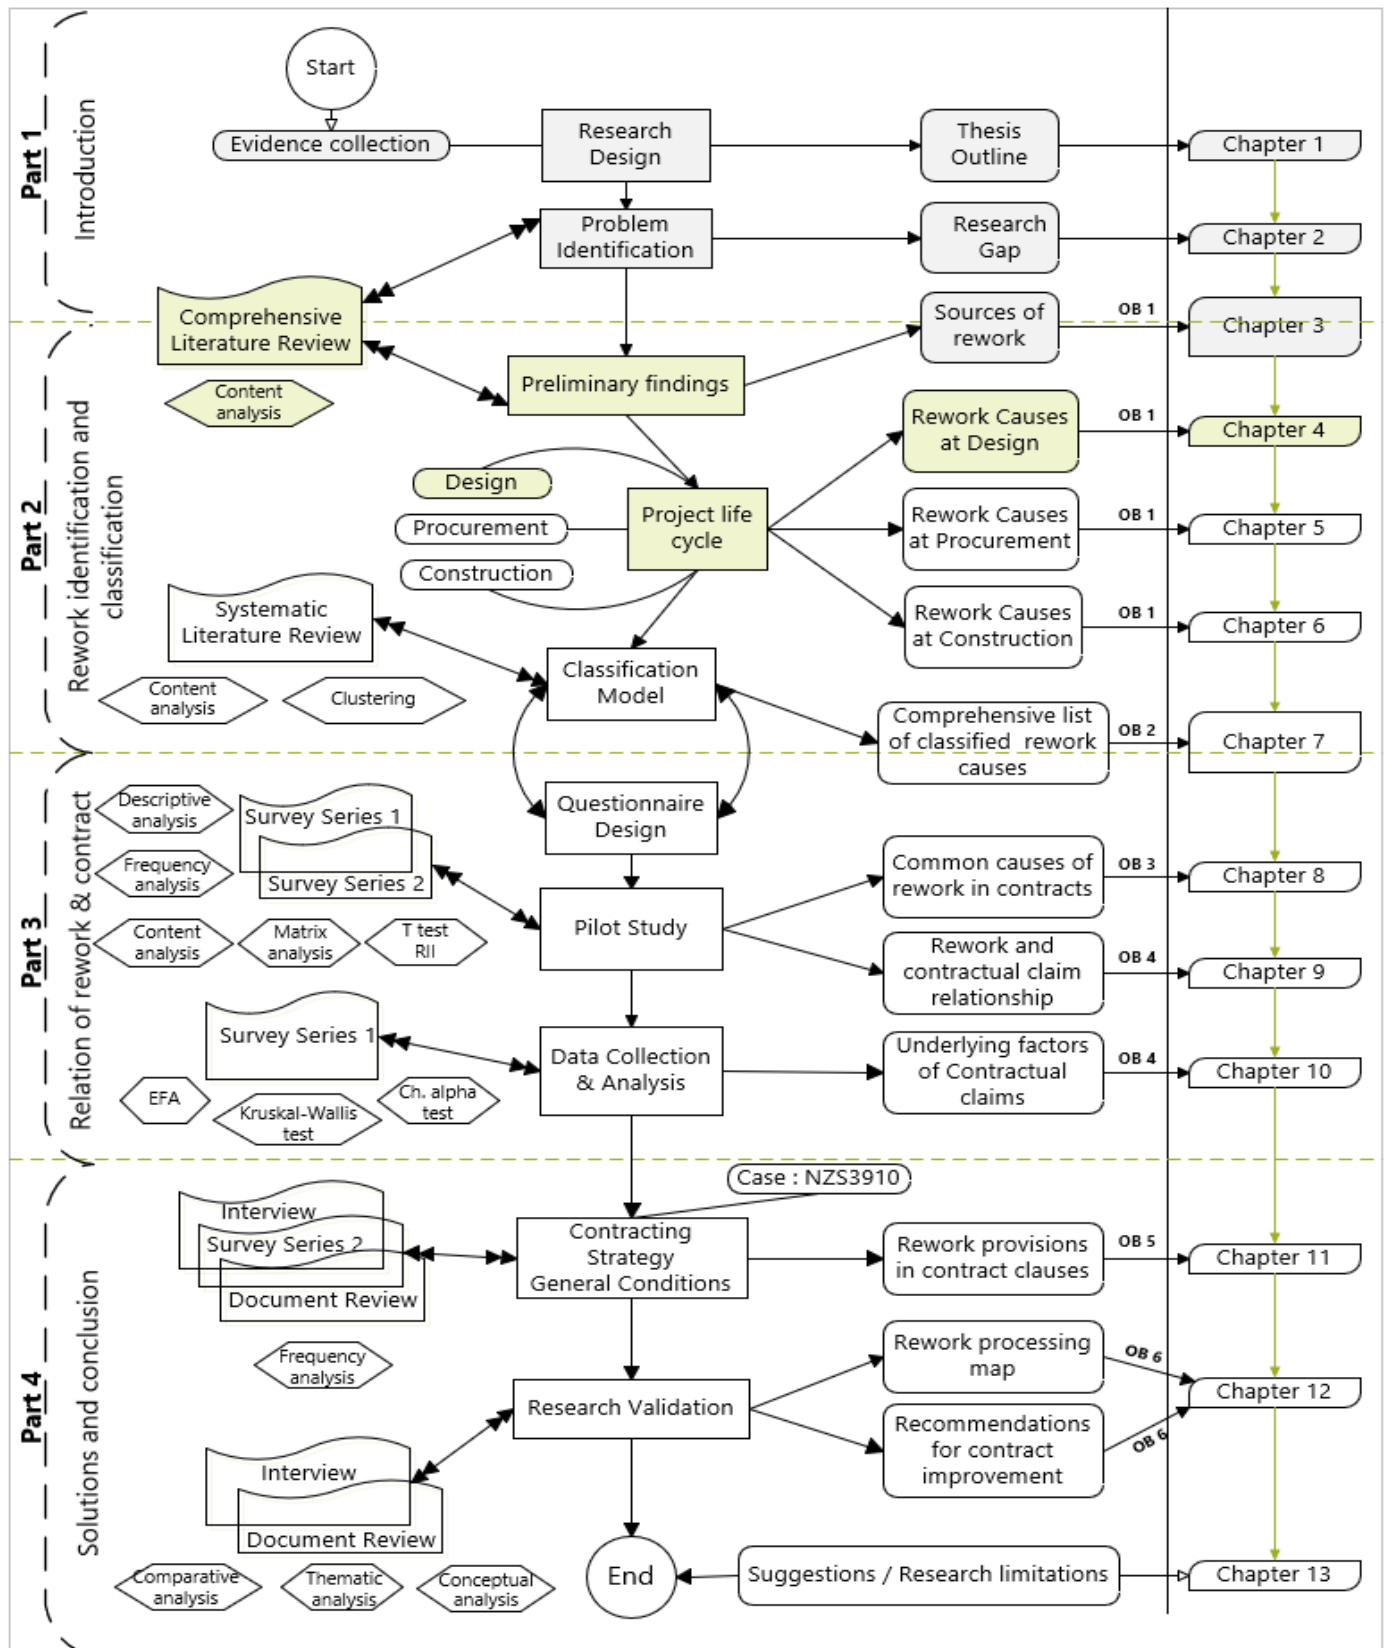 Part 1
Introduction
Start
Evidence collection
Research
Design
Thesis
Outline
Chapter 1
Problem
Identification
Research
Gap
Chapter 2
Comprehensive
Literature Review
Content
analysis
Sources of
rework
OB 1
Chapter 3
Part 2
Rework identification and
classification
Preliminary findings
Rework Causes
at Design
OB 1
Chapter 4
Design
Procurement
Construction
Project life
cycle
Rework Causes
at Procurement
OB 1
Chapter 5
Rework Causes
at Construction
OB 1
Chapter 6
Systematic
Literature Review
Content
analysis
Clustering
Classification
Model
Comprehensive list
of classified rework
causes
OB 2
Chapter 7
Part 3
Relation of rework & contract
Descriptive
analysis
Survey Series 1
Survey Series 2
Frequency
analysis
Content
analysis
Matrix
analysis
T test
RII
Questionnaire
Design
Pilot Study
Common causes of
rework in contracts
OB 3
Chapter 8
Rework and
contractual claim
relationship
OB 4
Chapter 9
Survey Series 1
EFA
Kruskal-Wallis
test
Ch. alpha
test
Data Collection
& Analysis
Underlying factors
of Contractual
claims
OB 4
Chapter 10
Part 4
Solutions and conclusion
Case : NZS3910
Interview
Survey Series 2
Document Review
Frequency
analysis
Contracting
Strategy
General Conditions
Rework provisions
in contract clauses
OB 5
Chapter 11
Research Validation
Rework processing
map
OB 6
Chapter 12
Recommendations
for contract
improvement
OB 6
Interview
Document Review
Comparative
analysis
Thematic
analysis
Conceptual
analysis
End
Suggestions / Research limitations
Chapter 13